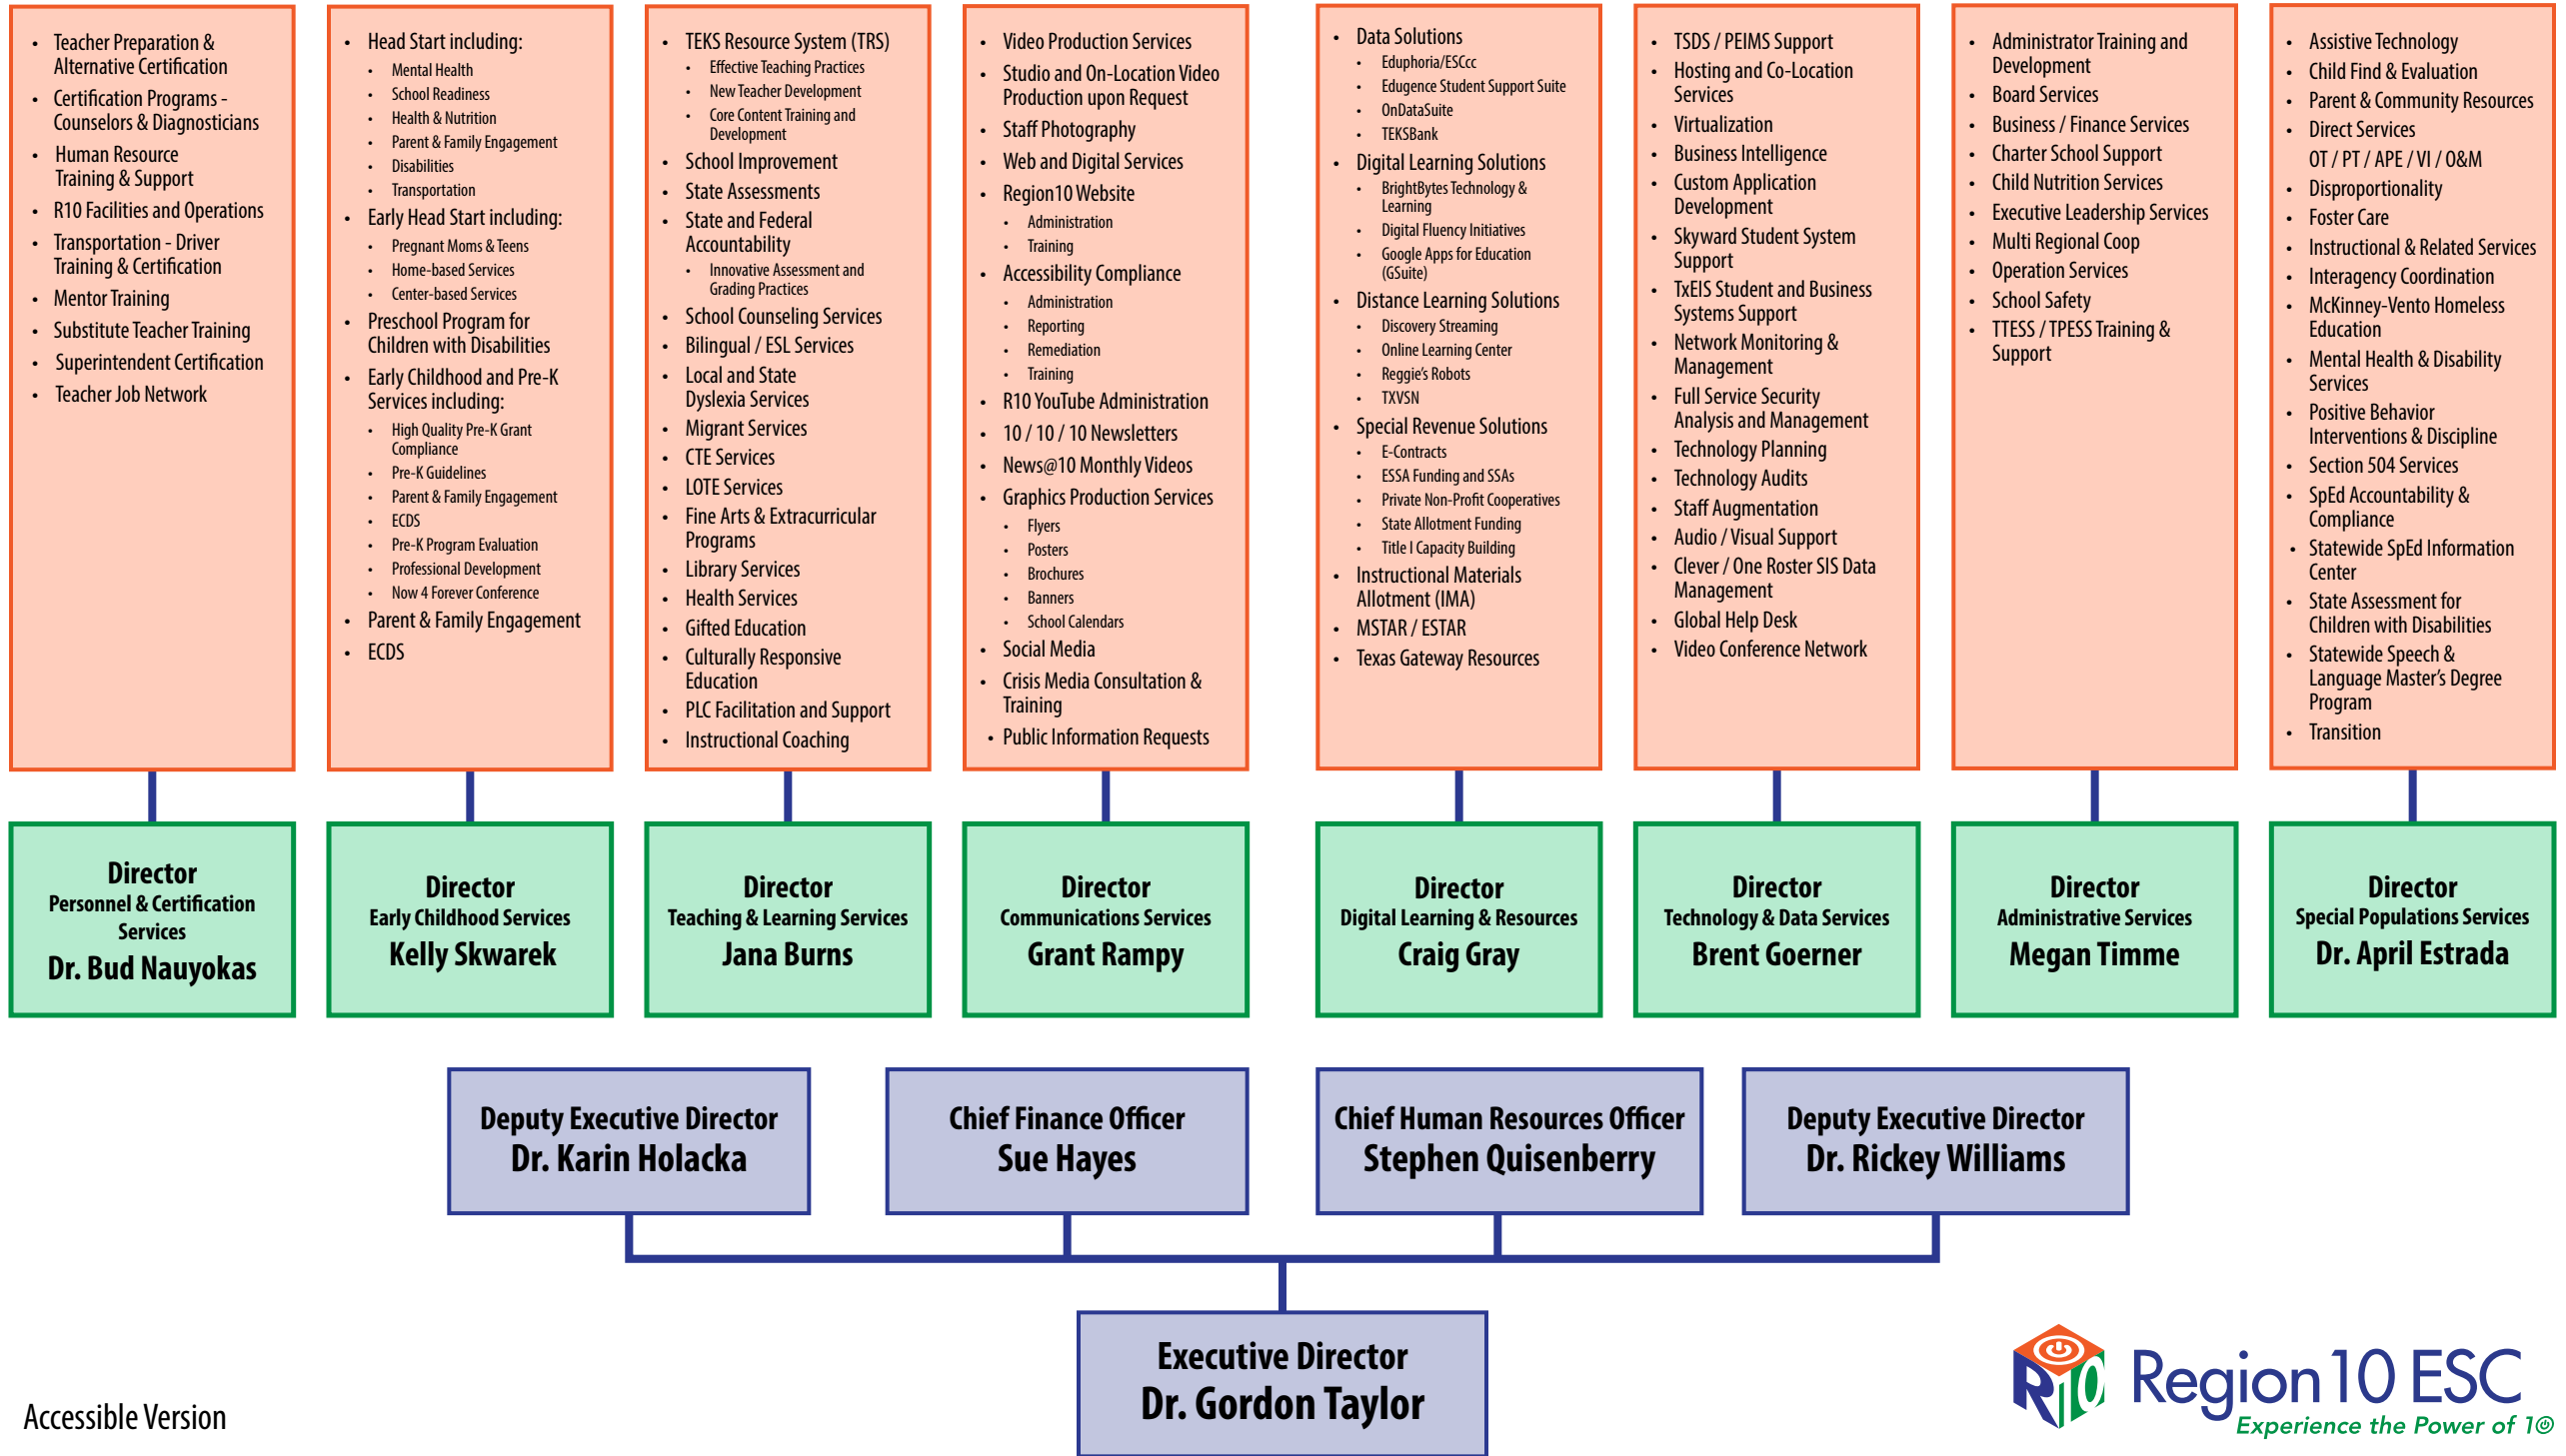 • Teacher Preparation &
Alternative Certification
• Certification Programs -
Counselors & Diagnosticians
• Human Resource
Training & Support
• R10 Facilities and Operations
• Transportation - Driver
Training & Certification
• Mentor Training
• Substitute Teacher Training
• Superintendent Certification
• Teacher Job Network
Director
Personnel & Certification
Services
Dr. Bud Nauyokas
• Head Start including:
• Mental Health
• School Readiness
• Health & Nutrition
• Parent & Family Engagement
• Disabilities
• Transportation
• Early Head Start including:
• Pregnant Moms & Teens
• Home-based Services
• Center-based Services
• Preschool Program for
Children with Disabilities
• Early Childhood and Pre-K
Services including:
• High Quality Pre-K Grant
Compliance
• Pre-K Guidelines
• Parent & Family Engagement
• ECDS
• Pre-K Program Evaluation
• Professional Development
• Now 4 Forever Conference
• Parent & Family Engagement
• ECDS
Director
Early Childhood Services
Kelly Skwarek
• TEKS Resource System (TRS)
• Effective Teaching Practices
• New Teacher Development
• Core Content Training and
Development
• School Improvement
• State Assessments
• State and Federal
Accountability
• Innovative Assessment and
Grading Practices
• School Counseling Services
• Bilingual / ESL Services
• Local and State
Dyslexia Services
• Migrant Services
• CTE Services
• LOTE Services
• Fine Arts & Extracurricular
Programs
• Library Services
• Health Services
• Gifted Education
• Culturally Responsive
Education
• PLC Facilitation and Support
• Instructional Coaching
Director
Teaching & Learning Services
Jana Burns
• Video Production Services
• Studio and On-Location Video
Production upon Request
• Staff Photography
• Web and Digital Services
• Region10 Website
• Administration
• Training
• Accessibility Compliance
• Administration
• Reporting
• Remediation
• Training
• R10 YouTube Administration
• 10 / 10 / 10 Newsletters
• News@10 Monthly Videos
• Graphics Production Services
• Flyers
• Posters
• Brochures
• Banners
• School Calendars
• Social Media
• Crisis Media Consultation &
Training
• Public Information Requests
Director
Communications Services
Grant Rampy
• Data Solutions
• Eduphoria/ESCcc
• Edugence Student Support Suite
• OnDataSuite
• TEKSBank
• Digital Learning Solutions
• BrightBytes Technology &
Learning
• Digital Fluency Initiatives
• Google Apps for Education
(GSuite)
• Distance Learning Solutions
• Discovery Streaming
• Online Learning Center
• Reggie's Robots
• TXVSN
• Special Revenue Solutions
• E-Contracts
• ESSA Funding and SSAs
• Private Non-Profit Cooperatives
• State Allotment Funding
• Title I Capacity Building
• Instructional Materials
Allotment (IMA)
• MSTAR / ESTAR
• Texas Gateway Resources
Director
Digital Learning & Resources
Craig Gray
• TSDS / PEIMS Support
• Hosting and Co-Location
Services
• Virtualization
• Business Intelligence
• Custom Application
Development
• Skyward Student System
Support
• TxEIS Student and Business
Systems Support
• Network Monitoring &
Management
• Full Service Security
Analysis and Management
• Technology Planning
• Technology Audits
• Staff Augmentation
• Audio / Visual Support
• Clever / One Roster SIS Data
Management
• Global Help Desk
• Video Conference Network
Director
Technology & Data Services
Brent Goerner
• Administrator Training and
Development
• Board Services
• Business / Finance Services
• Charter School Support
• Child Nutrition Services
• Executive Leadership Services
• Multi Regional Coop
• Operation Services
• School Safety
• TTESS / TPESS Training &
Support
Director
Administrative Services
Megan Timme
• Assistive Technology
• Child Find & Evaluation
• Parent & Community Resources
• Direct Services
OT / PT / APE / VI / O&M
• Disproportionality
• Foster Care
• Instructional & Related Services
• Interagency Coordination
• McKinney-Vento Homeless
Education
• Mental Health & Disability
Services
• Positive Behavior
Interventions & Discipline
• Section 504 Services
• SpEd Accountability &
Compliance
• Statewide SpEd Information
Center
• State Assessment for
Children with Disabilities
• Statewide Speech &
Language Master's Degree
Program
• Transition
Director
Special Populations Services
Dr. April Estrada
Deputy Executive Director
Dr. Karin Holacka
Chief Finance Officer
Sue Hayes
Chief Human Resources Officer
Stephen Quisenberry
Deputy Executive Director
Dr. Rickey Williams
Executive Director
Dr. Gordon Taylor
Accessible Version
R10
Region 10 ESC
Experience the Power of 10